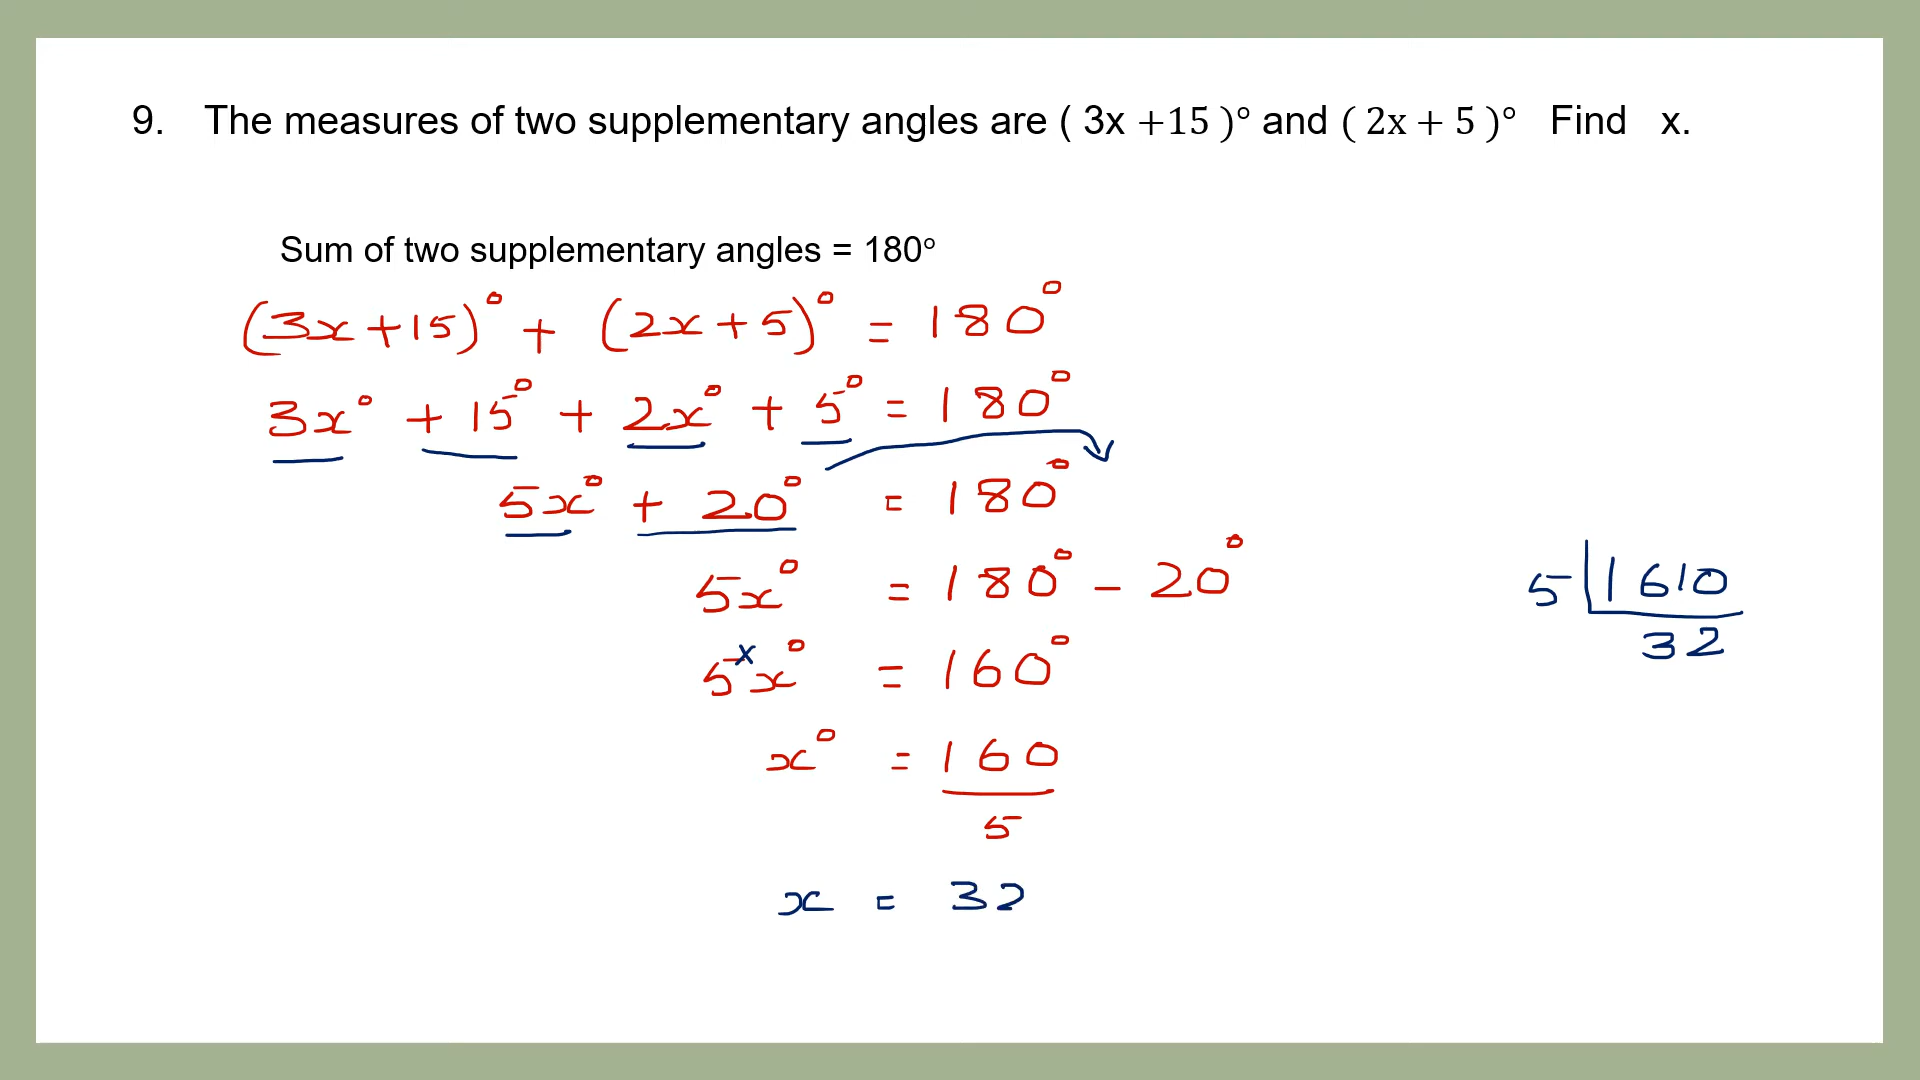 9. The measures of two supplementary angles are ( 3x +15 )° and ( 2x + 5 )° Find x.
Sum of two supplementary angles = 180°
(3x+15)° + (2x+5)° = 180°
3x° + 15° + 2x° + 5° = 180°
5x° + 20° = 180°
5x° = 180° - 20°
5 | 1610
32
5ˣx° = 160°
x° = 160
5
x = 32